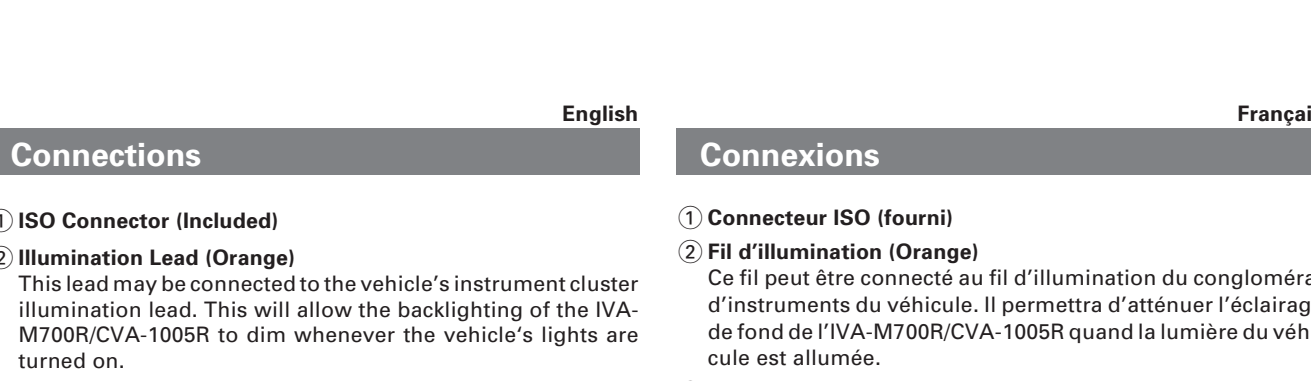 English
Connections
① ISO Connector (Included)
② Illumination Lead (Orange)
This lead may be connected to the vehicle's instrument cluster
illumination lead. This will allow the backlighting of the IVA-
M700R/CVA-1005R to dim whenever the vehicle's lights are
turned on.
Françai
Connexions
① Connecteur ISO (fourni)
② Fil d'illumination (Orange)
Ce fil peut être connecté au fil d'illumination du congloméra
d'instruments du véhicule. Il permettra d'atténuer l'éclairag
de fond de l'IVA-M700R/CVA-1005R quand la lumière du véh
cule est allumée.